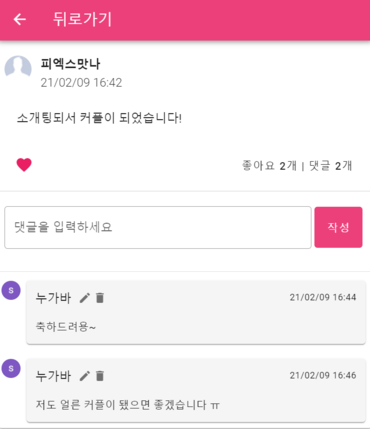 뒤로가기
피엑스맛나
21/02/09 16:42
소개팅되서 커플이 되었습니다!
좋아요 2개 | 댓글 2개
댓글을 입력하세요
작성
S
누가바
21/02/09 16:44
축하드려용~
S
누가바
21/02/09 16:46
저도 얼른 커플이 됐으면 좋겠습니다 ㅠ